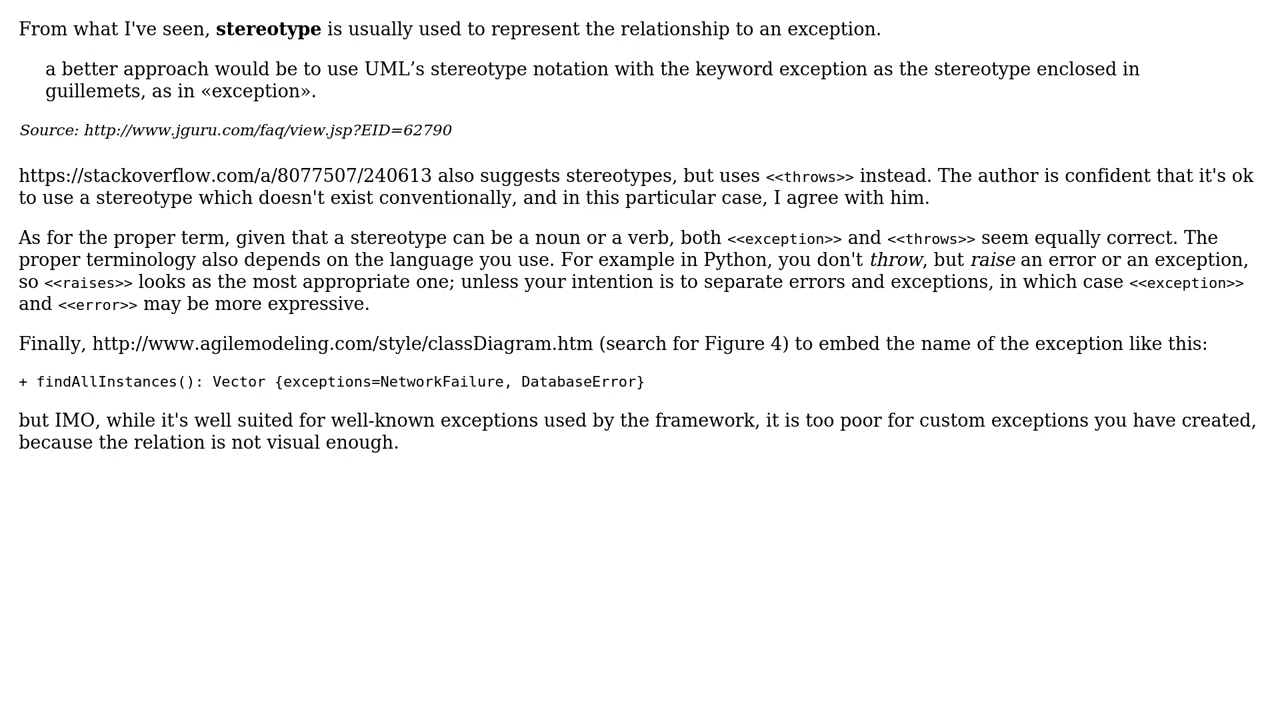 From what I've seen, stereotype is usually used to represent the relationship to an exception.
a better approach would be to use UML’s stereotype notation with the keyword exception as the stereotype enclosed in
guillemets, as in «exception».
Source: http://www.jguru.com/faq/view.jsp?EID=62790
https://stackoverflow.com/a/8077507/240613 also suggests stereotypes, but uses <<throws>> instead. The author is confident that it's ok
to use a stereotype which doesn't exist conventionally, and in this particular case, I agree with him.
As for the proper term, given that a stereotype can be a noun or a verb, both <<exception>> and <<throws>> seem equally correct. The
proper terminology also depends on the language you use. For example in Python, you don't throw, but raise an error or an exception,
so <<raises>> looks as the most appropriate one; unless your intention is to separate errors and exceptions, in which case <<exception>>
and <<error>> may be more expressive.
Finally, http://www.agilemodeling.com/style/classDiagram.htm (search for Figure 4) to embed the name of the exception like this:
+ findAllInstances(): Vector {exceptions=NetworkFailure, DatabaseError}
but IMO, while it's well suited for well-known exceptions used by the framework, it is too poor for custom exceptions you have created,
because the relation is not visual enough.